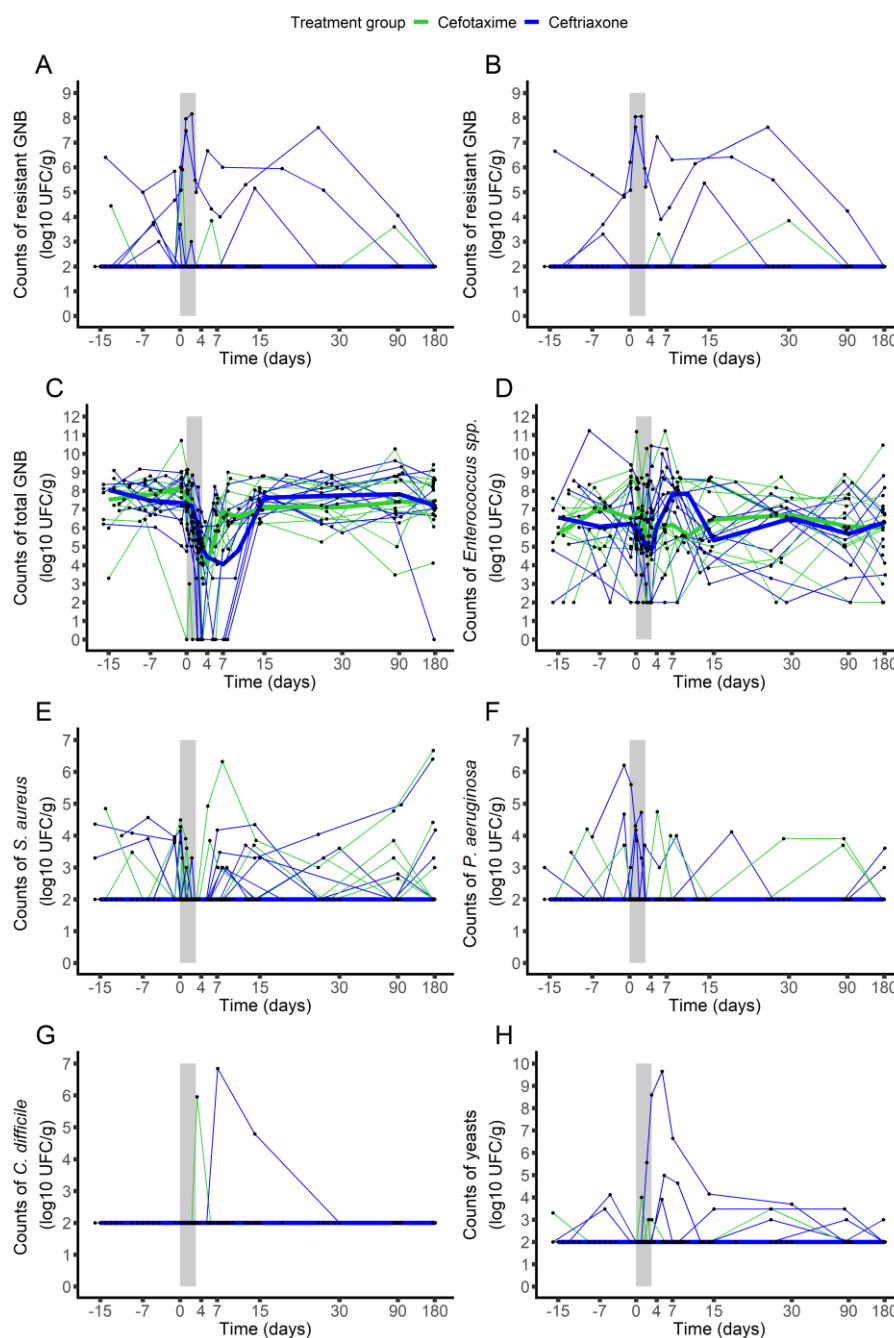 Treatment group Cefotaxime Ceftriaxone
A
B
Counts of resistant GNB
(log10 UFC/g)
9
8
7
6
5
4
3
2
1
0
-15 -7 0 4 7 15 30 90 180
Time (days)
Counts of resistant GNB
(log10 UFC/g)
9
8
7
6
5
4
3
2
1
0
-15 -7 0 4 7 15 30 90 180
Time (days)
C
D
Counts of total GNB
(log10 UFC/g)
12
11
10
9
8
7
6
5
4
3
2
1
0
-15 -7 0 4 7 15 30 90 180
Time (days)
Counts of Enterococcus spp.
(log10 UFC/g)
12
11
10
9
8
7
6
5
4
3
2
1
0
-15 -7 0 4 7 15 30 90 180
Time (days)
E
F
Counts of S. aureus
(log10 UFC/g)
7
6
5
4
3
2
1
0
-15 -7 0 4 7 15 30 90 180
Time (days)
Counts of P. aeruginosa
(log10 UFC/g)
7
6
5
4
3
2
1
0
-15 -7 0 4 7 15 30 90 180
Time (days)
G
H
Counts of C. difficile
(log10 UFC/g)
7
6
5
4
3
2
1
0
-15 -7 0 4 7 15 30 90 180
Time (days)
Counts of yeasts
(log10 UFC/g)
10
9
8
7
6
5
4
3
2
1
0
-15 -7 0 4 7 15 30 90 180
Time (days)